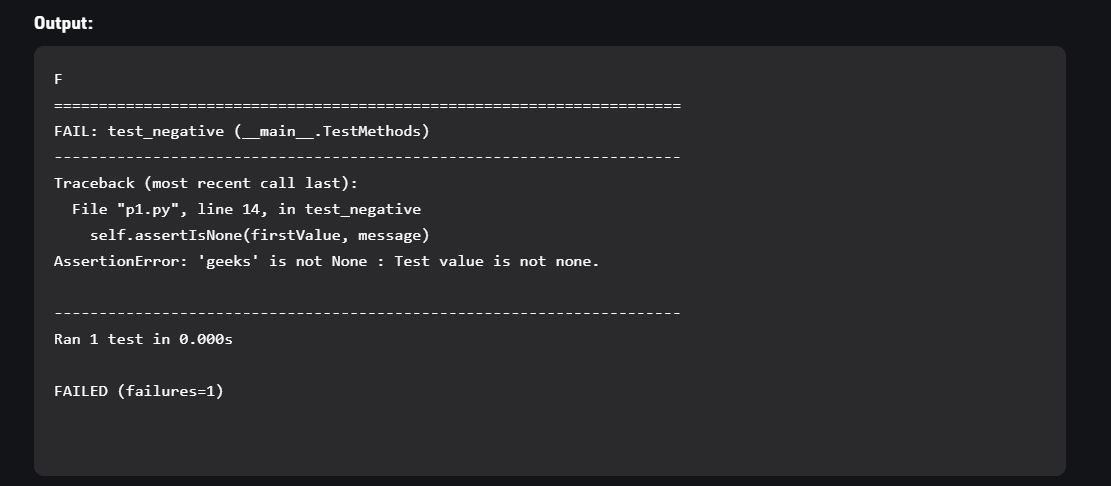 Output:
F
======================================================================
FAIL: test_negative (__main__.TestMethods)
----------------------------------------------------------------------
Traceback (most recent call last):
  File "p1.py", line 14, in test_negative
    self.assertIsNone(firstValue, message)
AssertionError: 'geeks' is not None : Test value is not none.
----------------------------------------------------------------------
Ran 1 test in 0.000s
FAILED (failures=1)